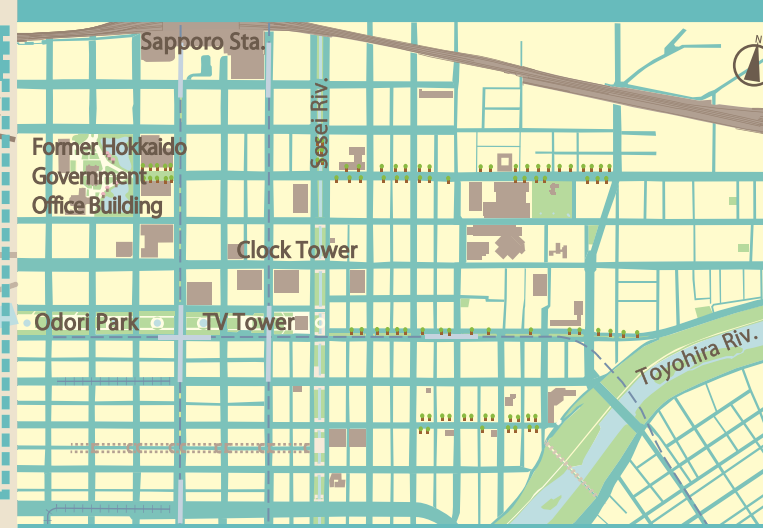 N
Sapporo Sta.
Sosei Riv.
Former Hokkaido
Government
Office Building
Clock Tower
Odori Park
TV Tower
Toyohira Riv.